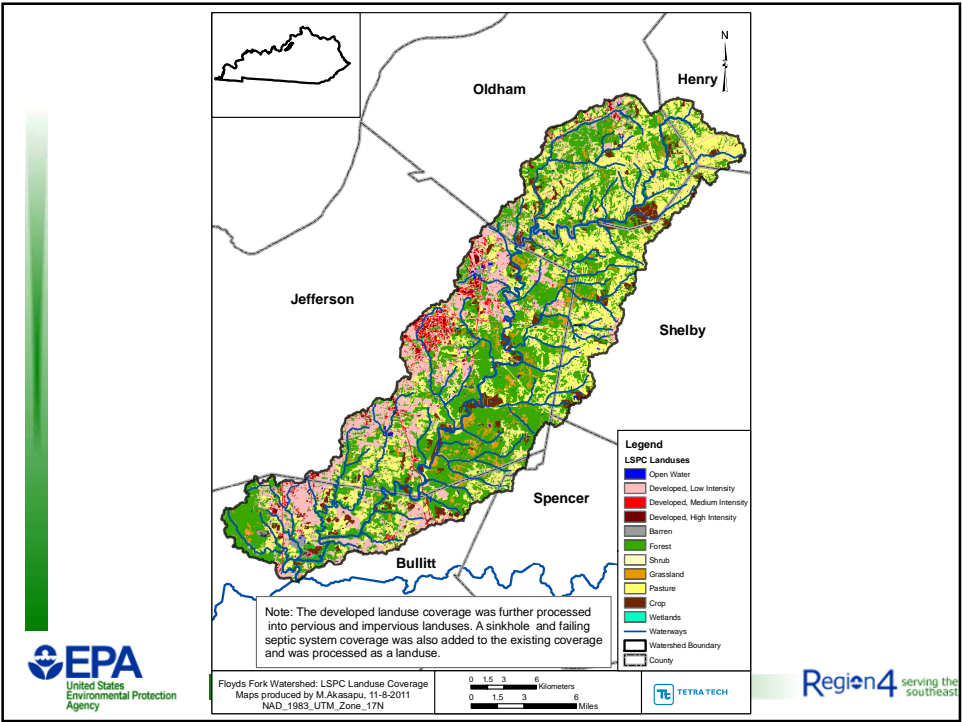 N
Oldham
Henry
Jefferson
Shelby
Spencer
Bullitt
Legend
LSPC Landuses
Open Water
Developed, Low Intensity
Developed, Medium Intensity
Developed, High Intensity
Barren
Forest
Shrub
Grassland
Pasture
Crop
Wetlands
Waterways
Watershed Boundary
County
Note: The developed landuse coverage was further processed
into pervious and impervious landuses. A sinkhole and failing
septic system coverage was also added to the existing coverage
and was processed as a landuse.
Floyds Fork Watershed: LSPC Landuse Coverage
Maps produced by M.Akasapu, 11-8-2011
NAD_1983_UTM_Zone_17N
0 1.5 3 6
Kilometers
0 1.5 3 6
Miles
Tt TETRA TECH
EPA
United States
Environmental Protection
Agency
Region 4 serving the
southeast